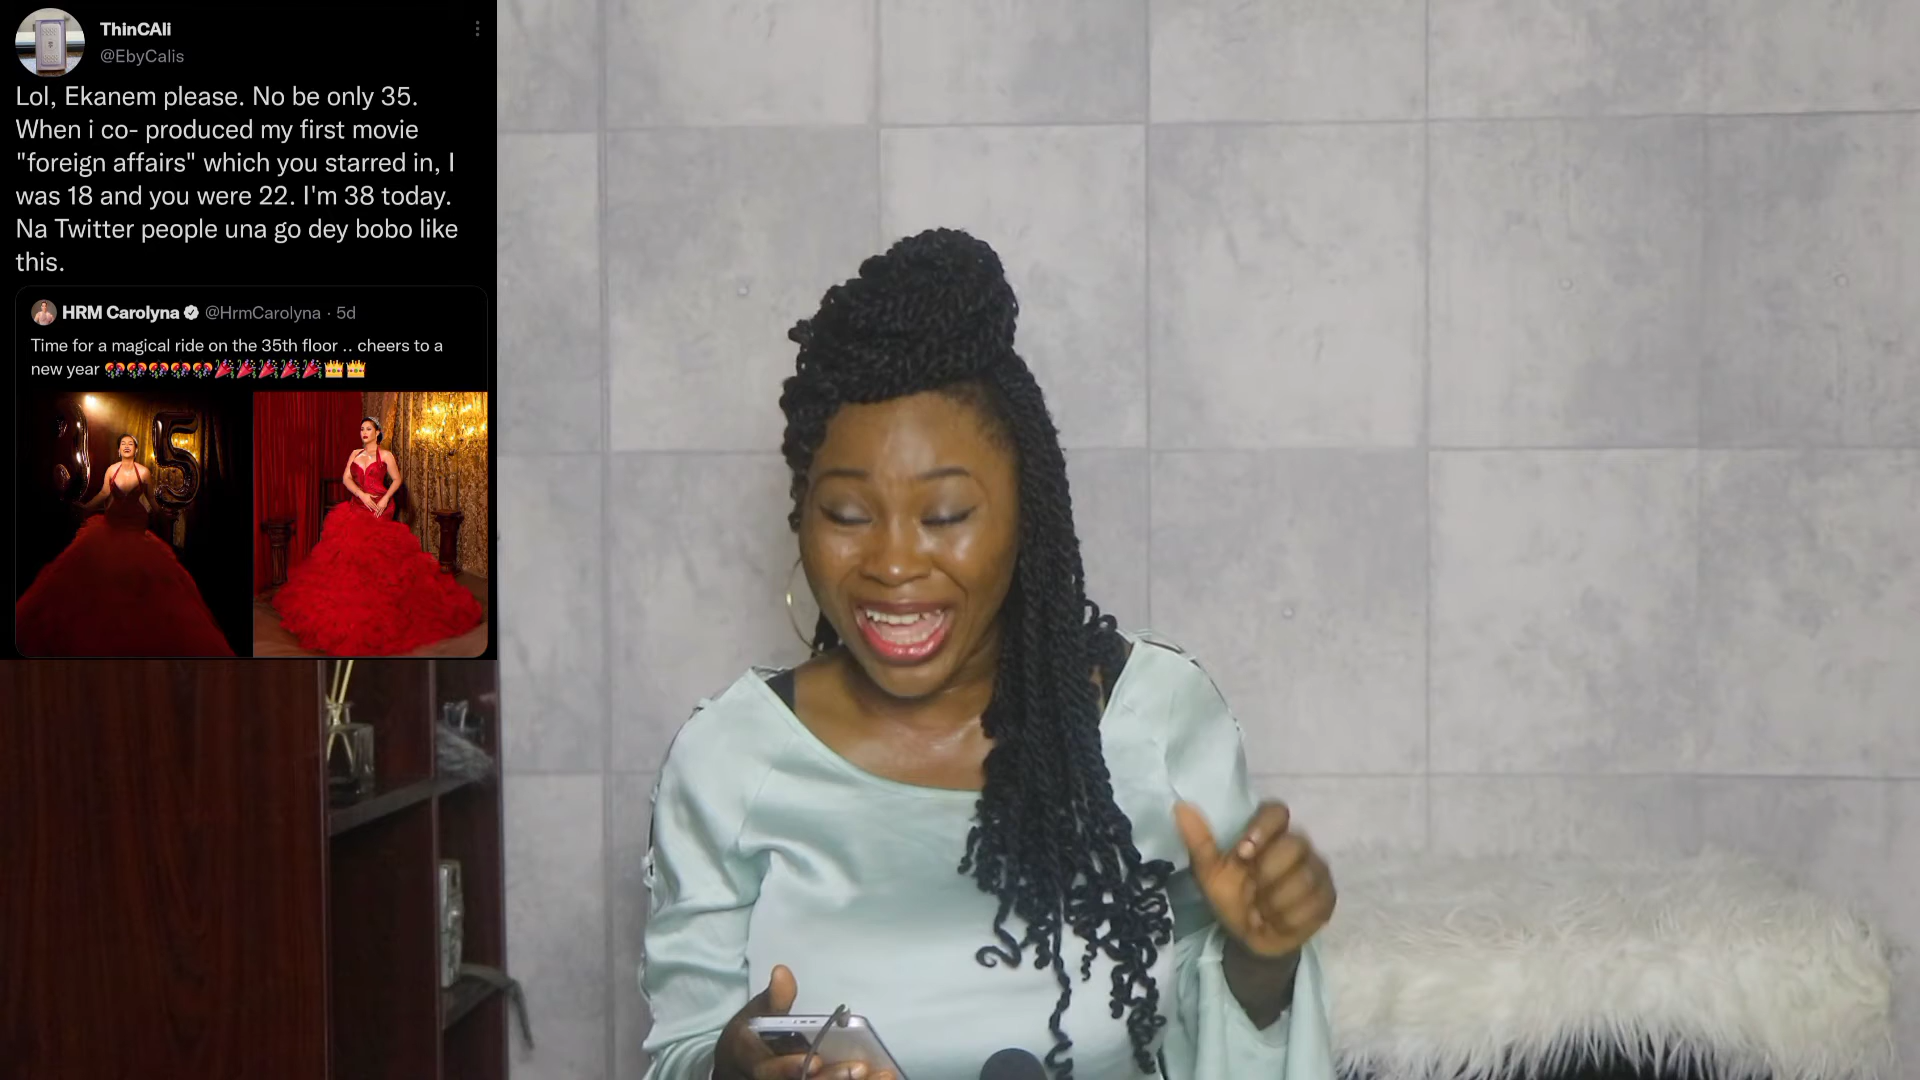 ThinCAli
@EbyCalis
Lol, Ekanem please. No be only 35.
When i co- produced my first movie
"foreign affairs" which you starred in, I
was 18 and you were 22. I'm 38 today.
Na Twitter people una go dey bobo like
this.
HRM Carolyna @HrmCarolyna · 5d
Time for a magical ride on the 35th floor .. cheers to a
new year 🪅🪅🪅🪅🪅🎉🎉🎉🎉🎉👑👑
35